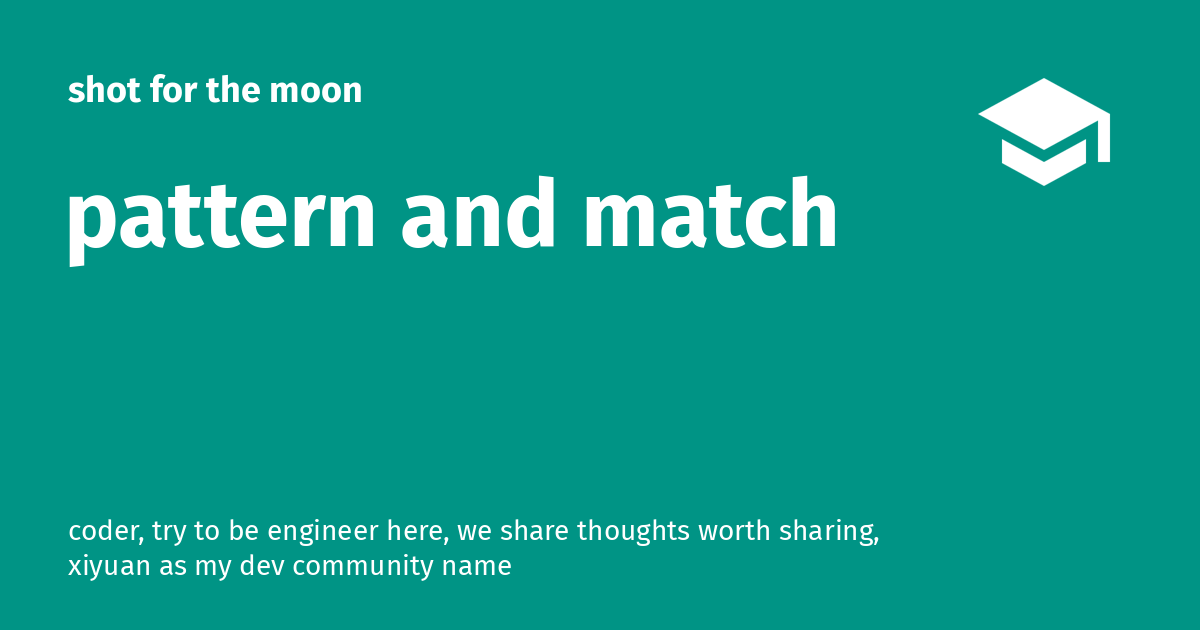 shot for the moon
pattern and match
coder, try to be engineer here, we share thoughts worth sharing,
xiyuan as my dev community name